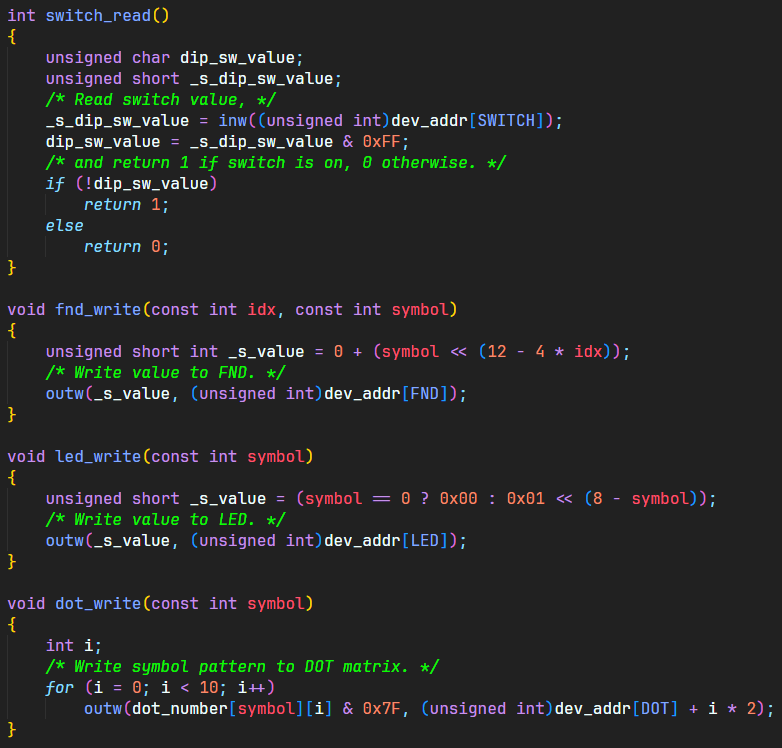 int switch_read()
{
    unsigned char dip_sw_value;
    unsigned short _s_dip_sw_value;
    /* Read switch value, */
    _s_dip_sw_value = inw((unsigned int)dev_addr[SWITCH]);
    dip_sw_value = _s_dip_sw_value & 0xFF;
    /* and return 1 if switch is on, 0 otherwise. */
    if (!dip_sw_value)
        return 1;
    else
        return 0;
}

void fnd_write(const int idx, const int symbol)
{
    unsigned short int _s_value = 0 + (symbol << (12 - 4 * idx));
    /* Write value to FND. */
    outw(_s_value, (unsigned int)dev_addr[FND]);
}

void led_write(const int symbol)
{
    unsigned short _s_value = (symbol == 0 ? 0x00 : 0x01 << (8 - symbol));
    /* Write value to LED. */
    outw(_s_value, (unsigned int)dev_addr[LED]);
}

void dot_write(const int symbol)
{
    int i;
    /* Write symbol pattern to DOT matrix. */
    for (i = 0; i < 10; i++)
        outw(dot_number[symbol][i] & 0x7F, (unsigned int)dev_addr[DOT] + i * 2);
}